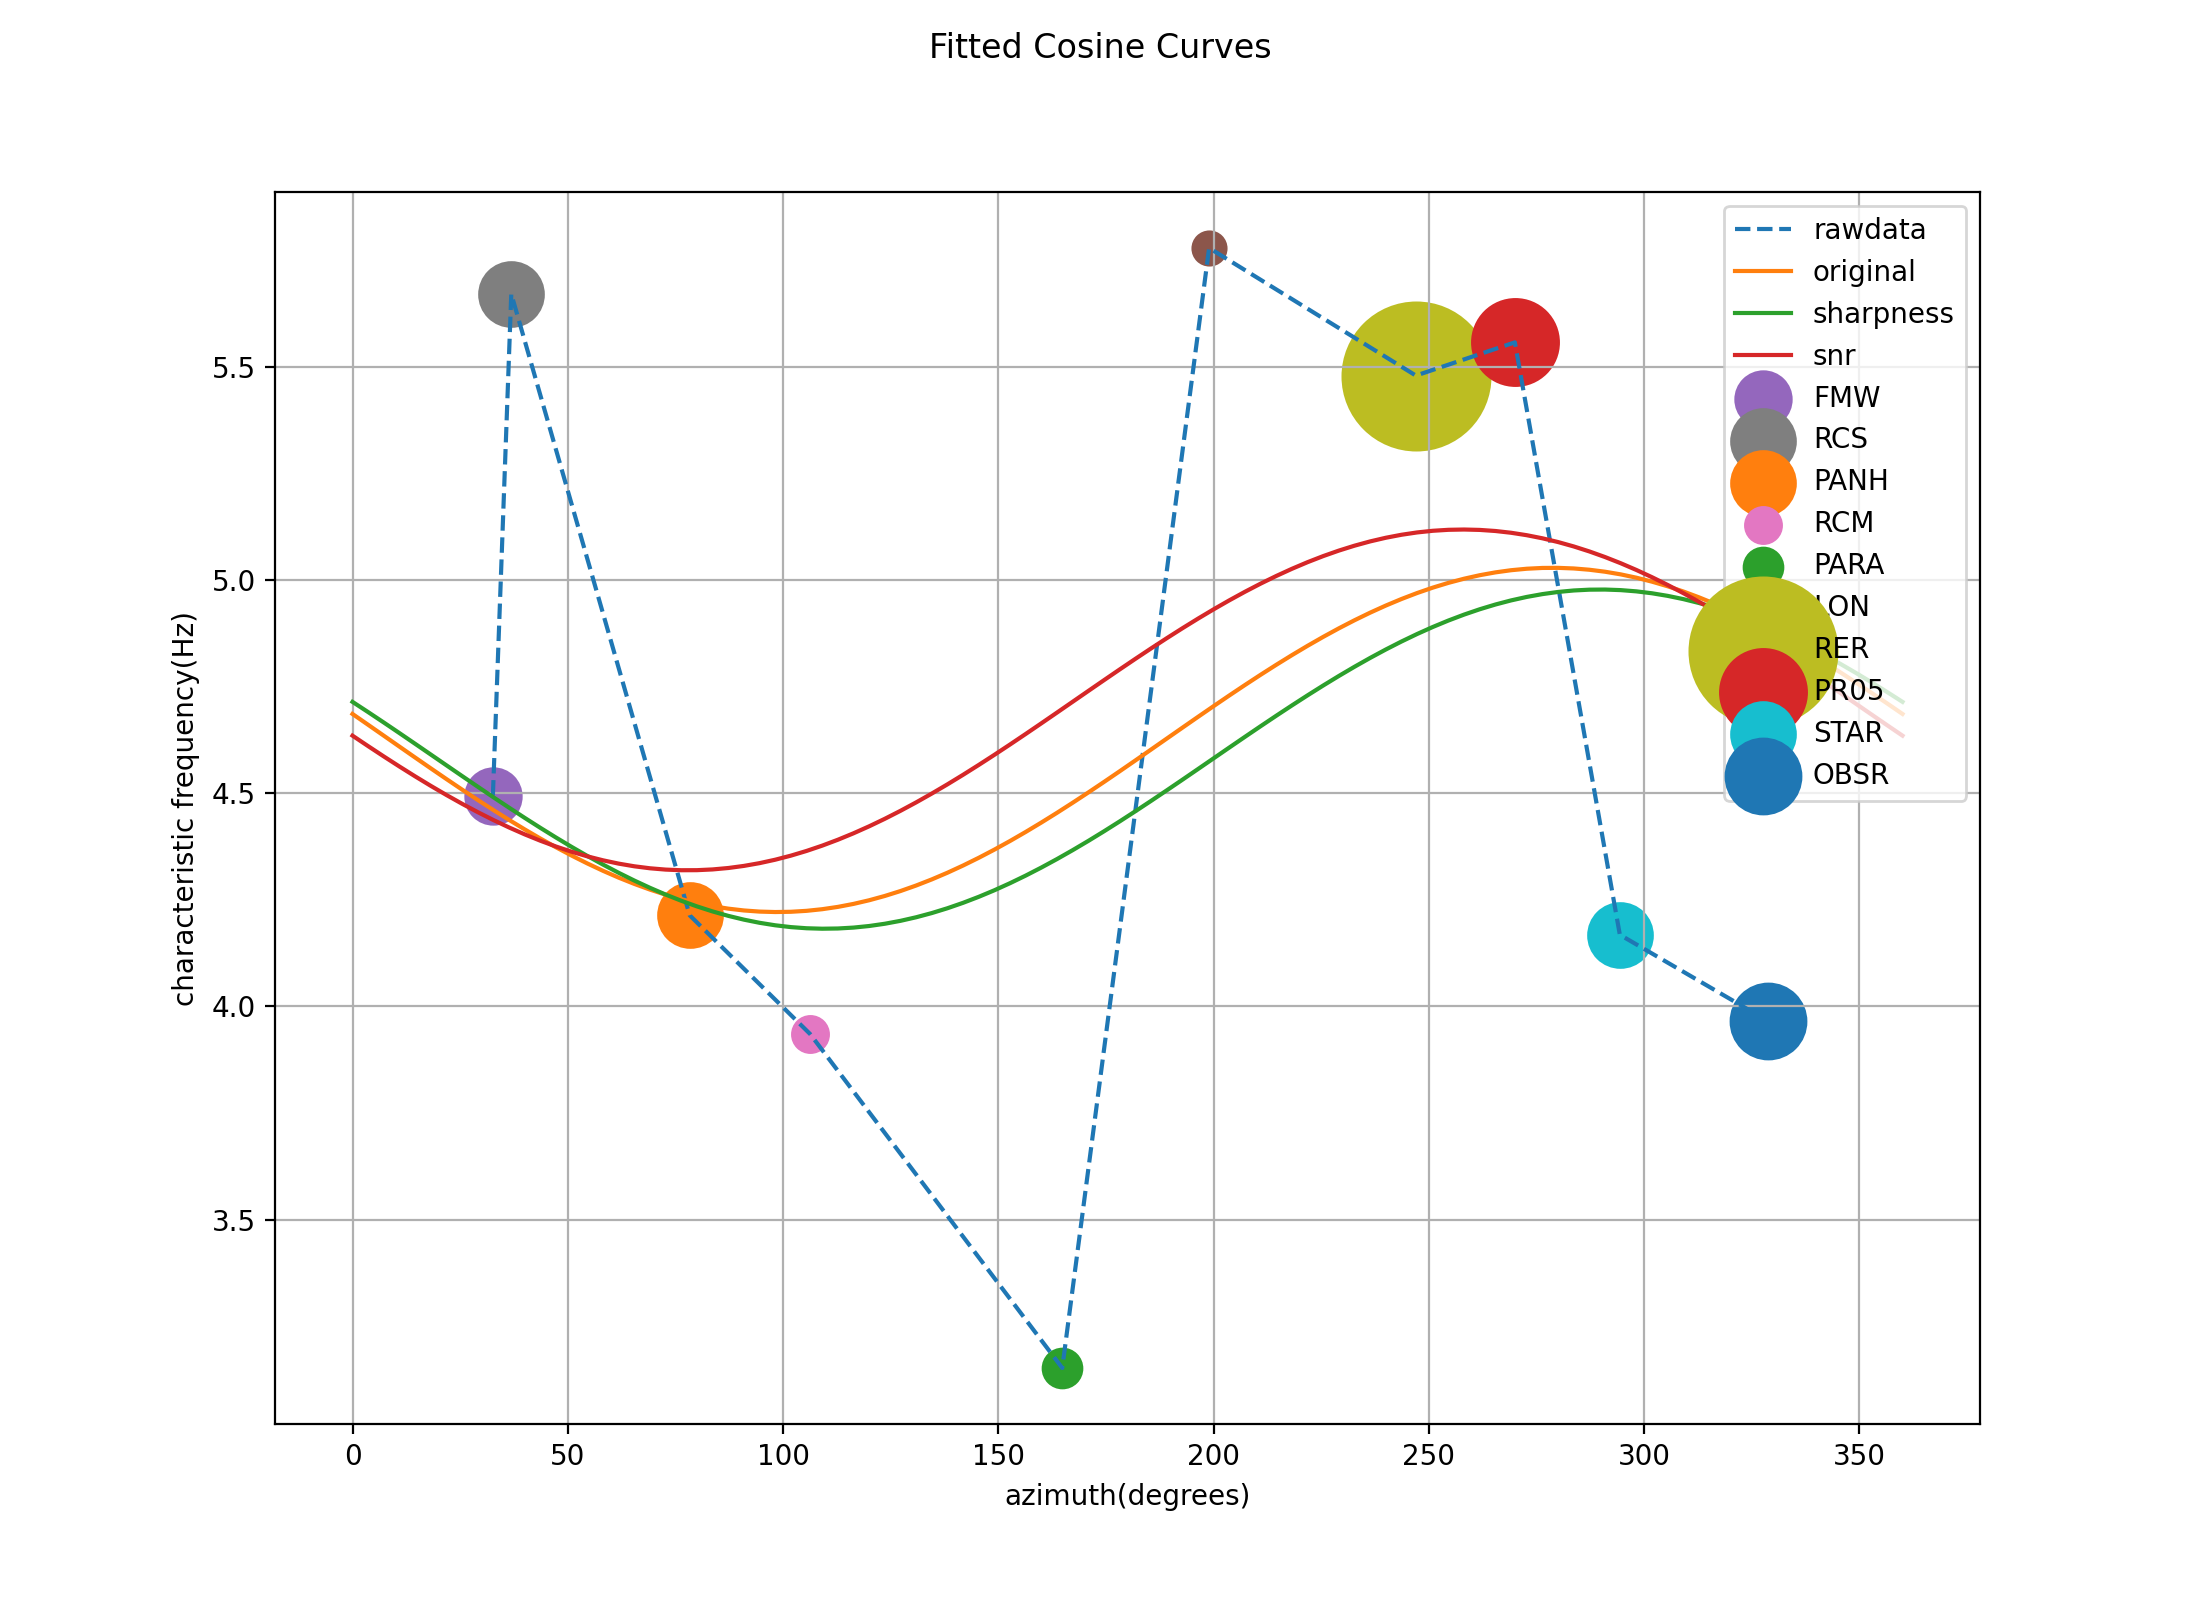 Fitted Cosine Curves
characteristic frequency(Hz)
5.5
5.0
4.5
4.0
3.5
rawdata
original
sharpness
snr
FMW
RCS
PANH
RCM
PARA
LON
RER
PR05
STAR
OBSR
0 50 100 150 200 250 300 350
azimuth(degrees)